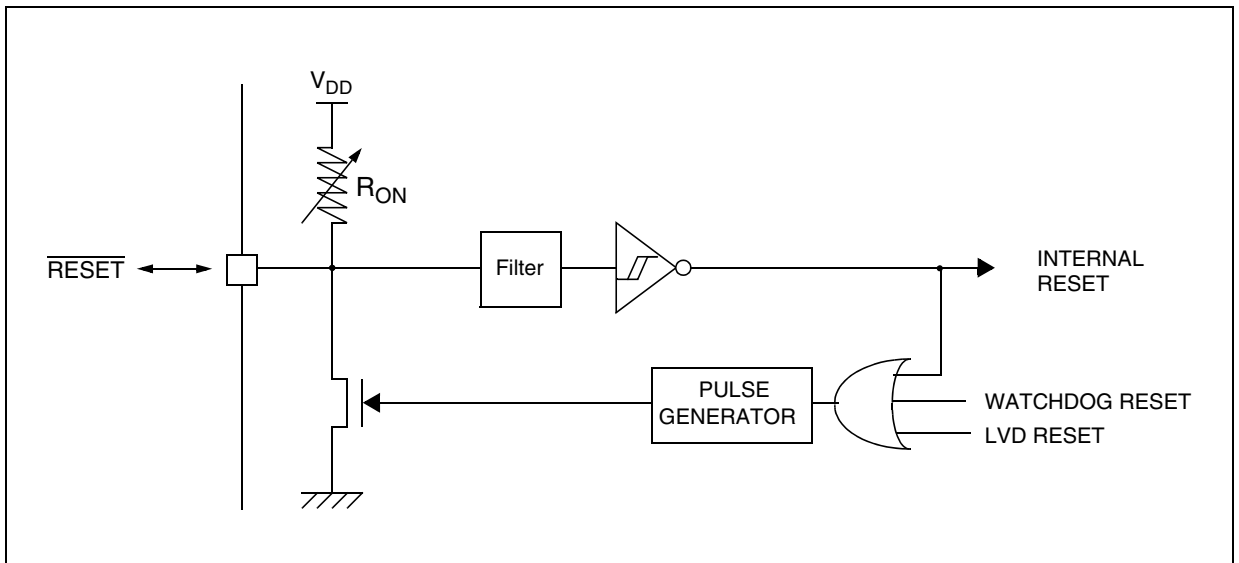 VDD
RON
RESET
Filter
INTERNAL
RESET
PULSE
GENERATOR
WATCHDOG RESET
LVD RESET